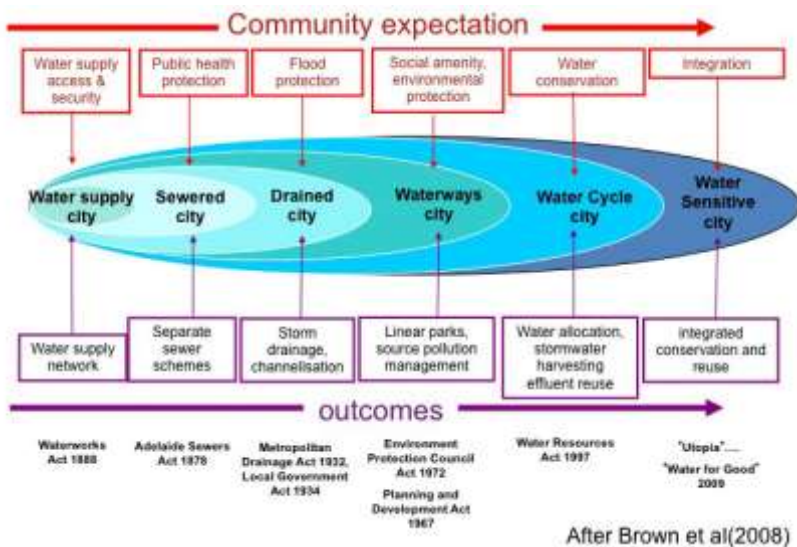 Community expectation
Water supply
access &
security
Public health
protection
Flood
protection
Social amenity,
environmental
protection
Water
conservation
Integration
Water supply
city
Sewered
city
Drained
city
Waterways
city
Water Cycle
city
Water
Sensitive
city
Water supply
network
Separate
sewer
schemes
Storm
drainage,
channelisation
Linear parks,
source pollution
management
Water allocation,
stormwater
harvesting
effluent reuse
integrated
conservation and
reuse
outcomes
Waterworks
Act 1888
Adelaide Sewers
Act 1878
Metropolitan
Drainage Act 1932,
Local Government
Act 1934
Environment
Protection Council
Act 1972
Planning and
Development Act
1967
Water Resources
Act 1997
"Utopia"....
"Water for Good"
2009
After Brown et al(2008)